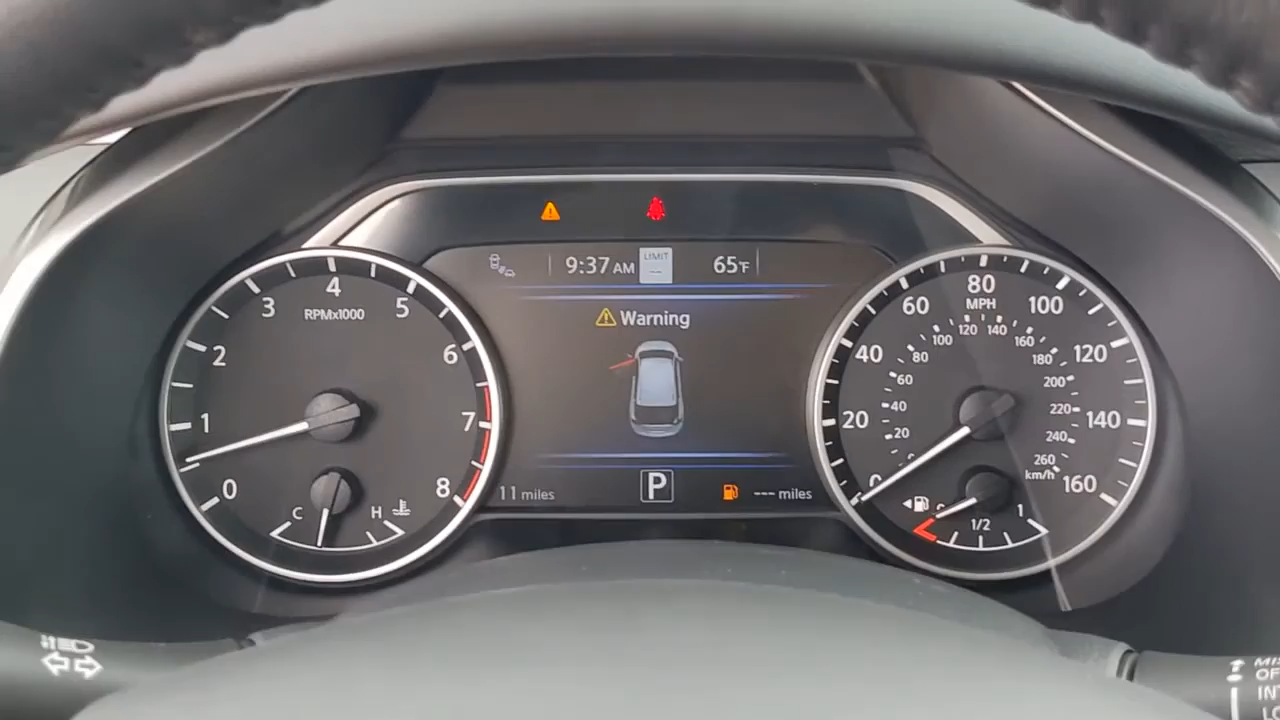 9:37 AM
LIMIT
---
65°F
Warning
11 miles
P
--- miles
0
1
2
3
4
5
6
7
8
RPMx1000
C
H
0
20
40
60
80
100
120
140
160
MPH
20
40
60
80
100
120
140
160
180
200
220
240
260
km/h
1/2
1
OF